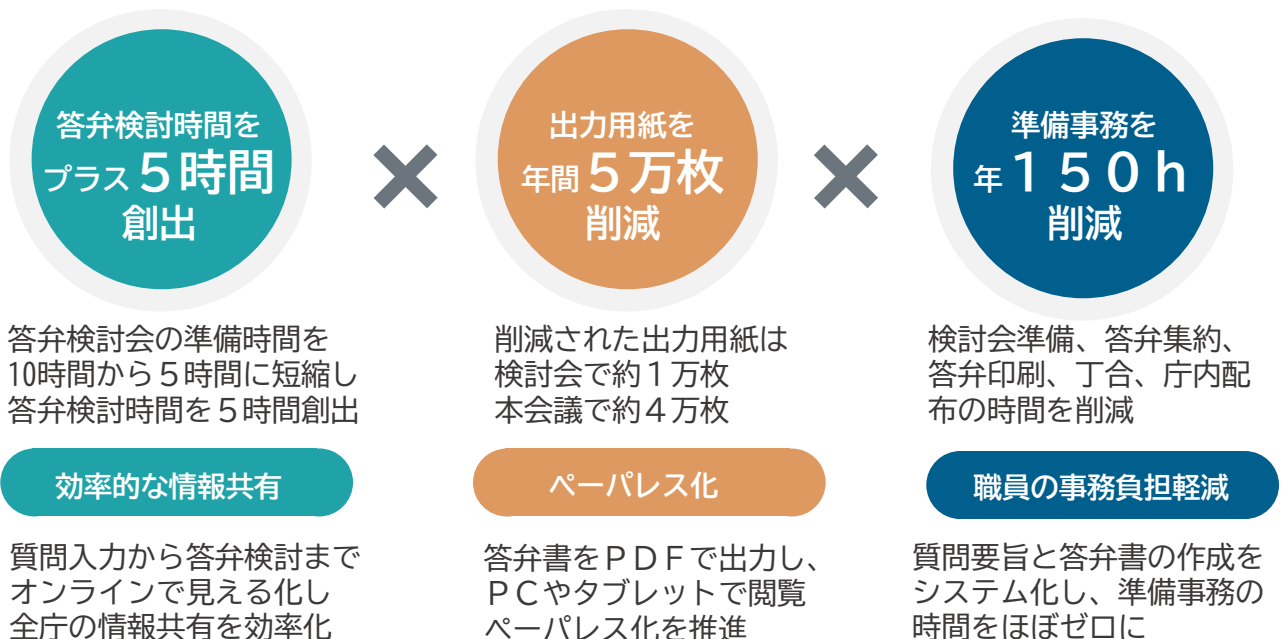 答弁検討時間を
プラス５時間
創出
答弁検討会の準備時間を
10時間から５時間に短縮し
答弁検討時間を５時間創出
効率的な情報共有
質問入力から答弁検討まで
オンラインで見える化し
全庁の情報共有を効率化
出力用紙を
年間５万枚
削減
削減された出力用紙は
検討会で約１万枚
本会議で約４万枚
ペーパレス化
答弁書をＰＤＦで出力し、
ＰＣやタブレットで閲覧
ペーパレス化を推進
準備事務を
年１５０ｈ
削減
検討会準備、答弁集約、
答弁印刷、丁合、庁内配
布の時間を削減
職員の事務負担軽減
質問要旨と答弁書の作成を
システム化し、準備事務の
時間をほぼゼロに